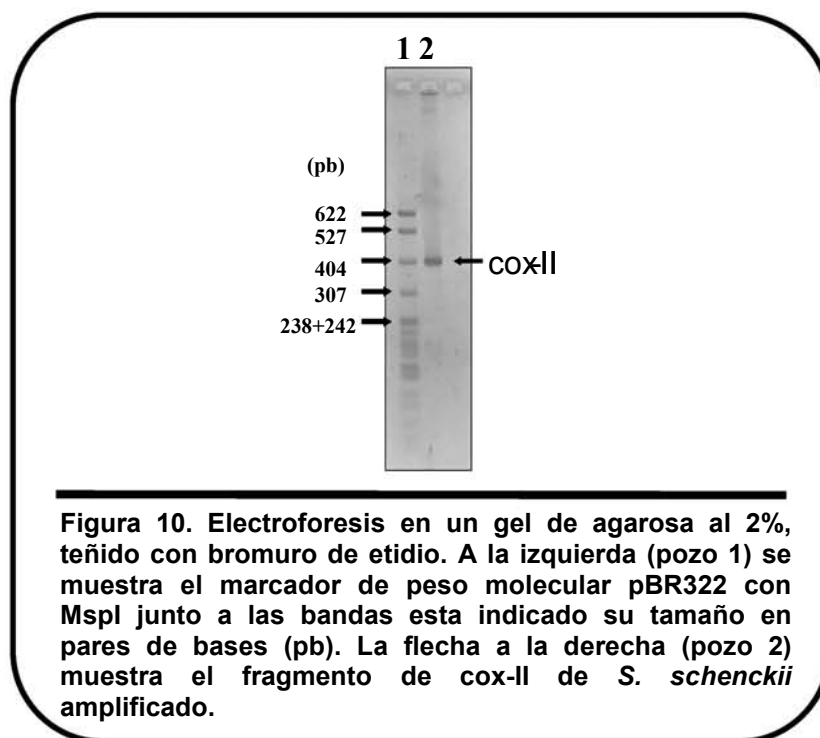 1 2
(pb)
622
527
404
cox-II
307
238+242
Figura 10. Electroforesis en un gel de agarosa al 2%,
teñido con bromuro de etidio. A la izquierda (pozo 1) se
muestra el marcador de peso molecular pBR322 con
MspI junto a las bandas esta indicado su tamaño en
pares de bases (pb). La flecha a la derecha (pozo 2)
muestra el fragmento de cox-II de S. schenckii
amplificado.